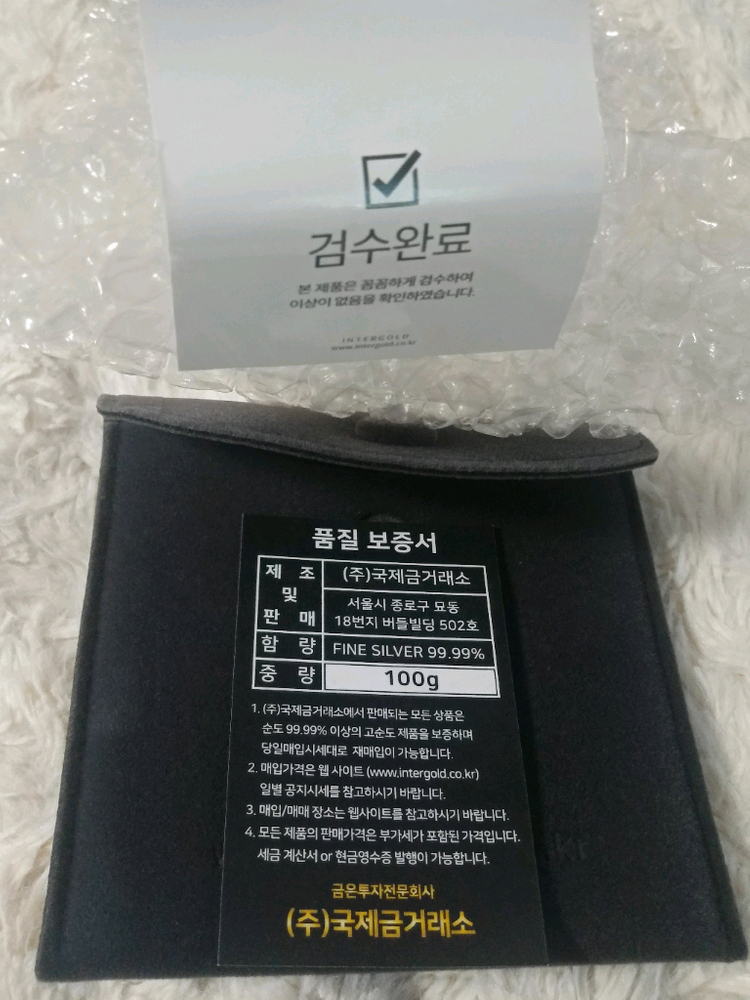 검수완료
본 제품은 꼼꼼하게 검수하여
이상이 없음을 확인하였습니다.
INTERGOLD
www.intergold.co.kr
품질 보증서
제 조
및
판 매
(주)국제금거래소
서울시 종로구 묘동
18번지 버들빌딩 502호
함 량
FINE SILVER 99.99%
중 량
100g
1. (주)국제금거래소에서 판매되는 모든 상품은
순도 99.99% 이상의 고순도 제품을 보증하며
당일매입시세대로 재매입이 가능합니다.
2. 매입가격은 웹 사이트 (www.intergold.co.kr)
일별 공지시세를 참고하시기 바랍니다.
3. 매입/매매 장소는 웹사이트를 참고하시기 바랍니다.
4. 모든 제품의 판매가격은 부가세가 포함된 가격입니다.
세금 계산서 or 현금영수증 발행이 가능합니다.
금은투자전문회사
(주)국제금거래소